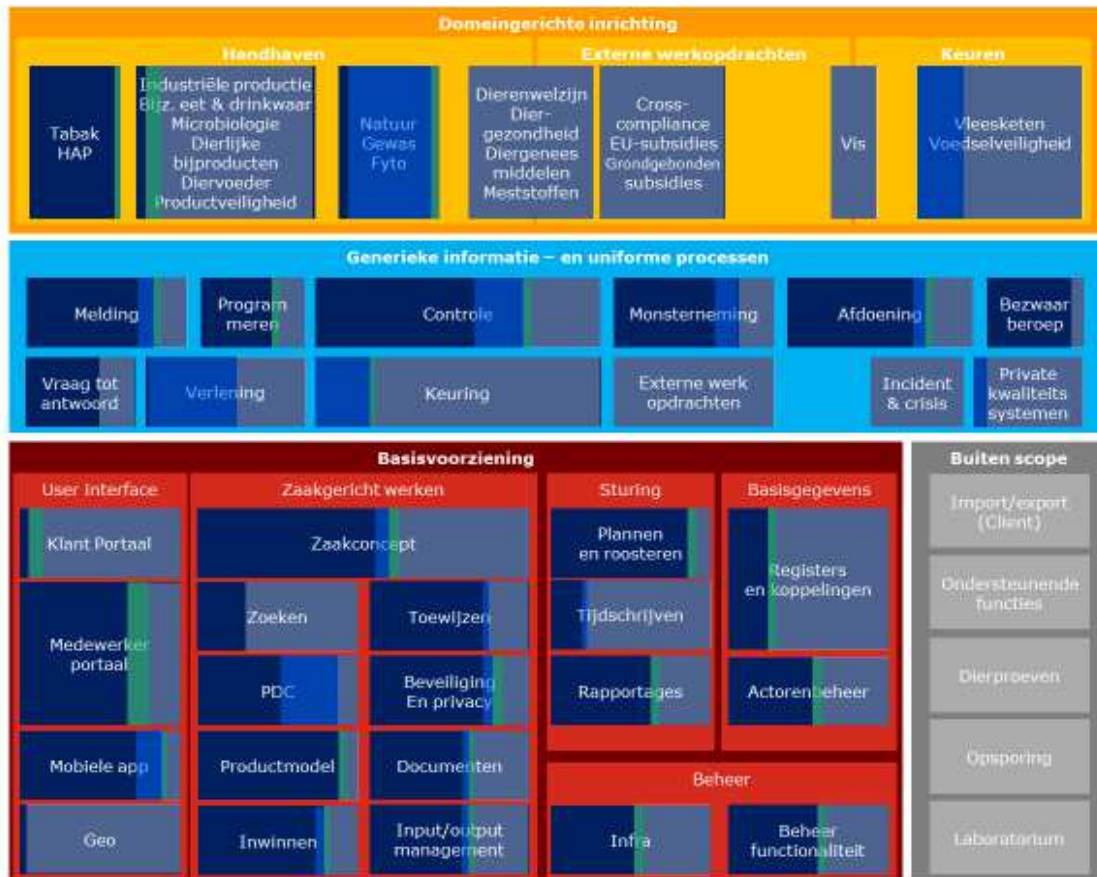 Domeingerichte inrichting
Handhaven
Externe werkopdrachten
Keuren
Tabak
HAP
Industriële productie
Bijz. eet & drinkwaar
Microbiologie
Dierlijke
bijproducten
Diervoeder
Productveiligheid
Natuur
Gewas
Fyto
Dierenwelzijn
Dier-
gezondheid
Diergenees
middelen
Meststoffen
Cross-
compliance
EU-subsidies
Grondgebonden
subsidies
Vis
Vleesketen
Voedselveiligheid
Generieke informatie – en uniforme processen
Melding
Program
meren
Controle
Monsterneming
Afdoening
Bezwaar
beroep
Vraag tot
antwoord
Verlening
Keuring
Externe werk
opdrachten
Incident
& crisis
Private
kwaliteits
systemen
Basisvoorziening
User Interface
Klant Portaal
Medewerker
portaal
Mobiele app
Geo
Zaakgericht werken
Zaakconcept
Zoeken
Toewijzen
PDC
Beveiliging
En privacy
Productmodel
Documenten
Inwinnen
Input/output
management
Sturing
Plannen
en roosteren
Tijdschrijven
Rapportages
Basisgegevens
Registers
en koppelingen
Actorenbeheer
Beheer
Infra
Beheer
functionaliteit
Buiten scope
Import/export
(Client)
Ondersteunende
functies
Dierproeven
Opsporing
Laboratorium